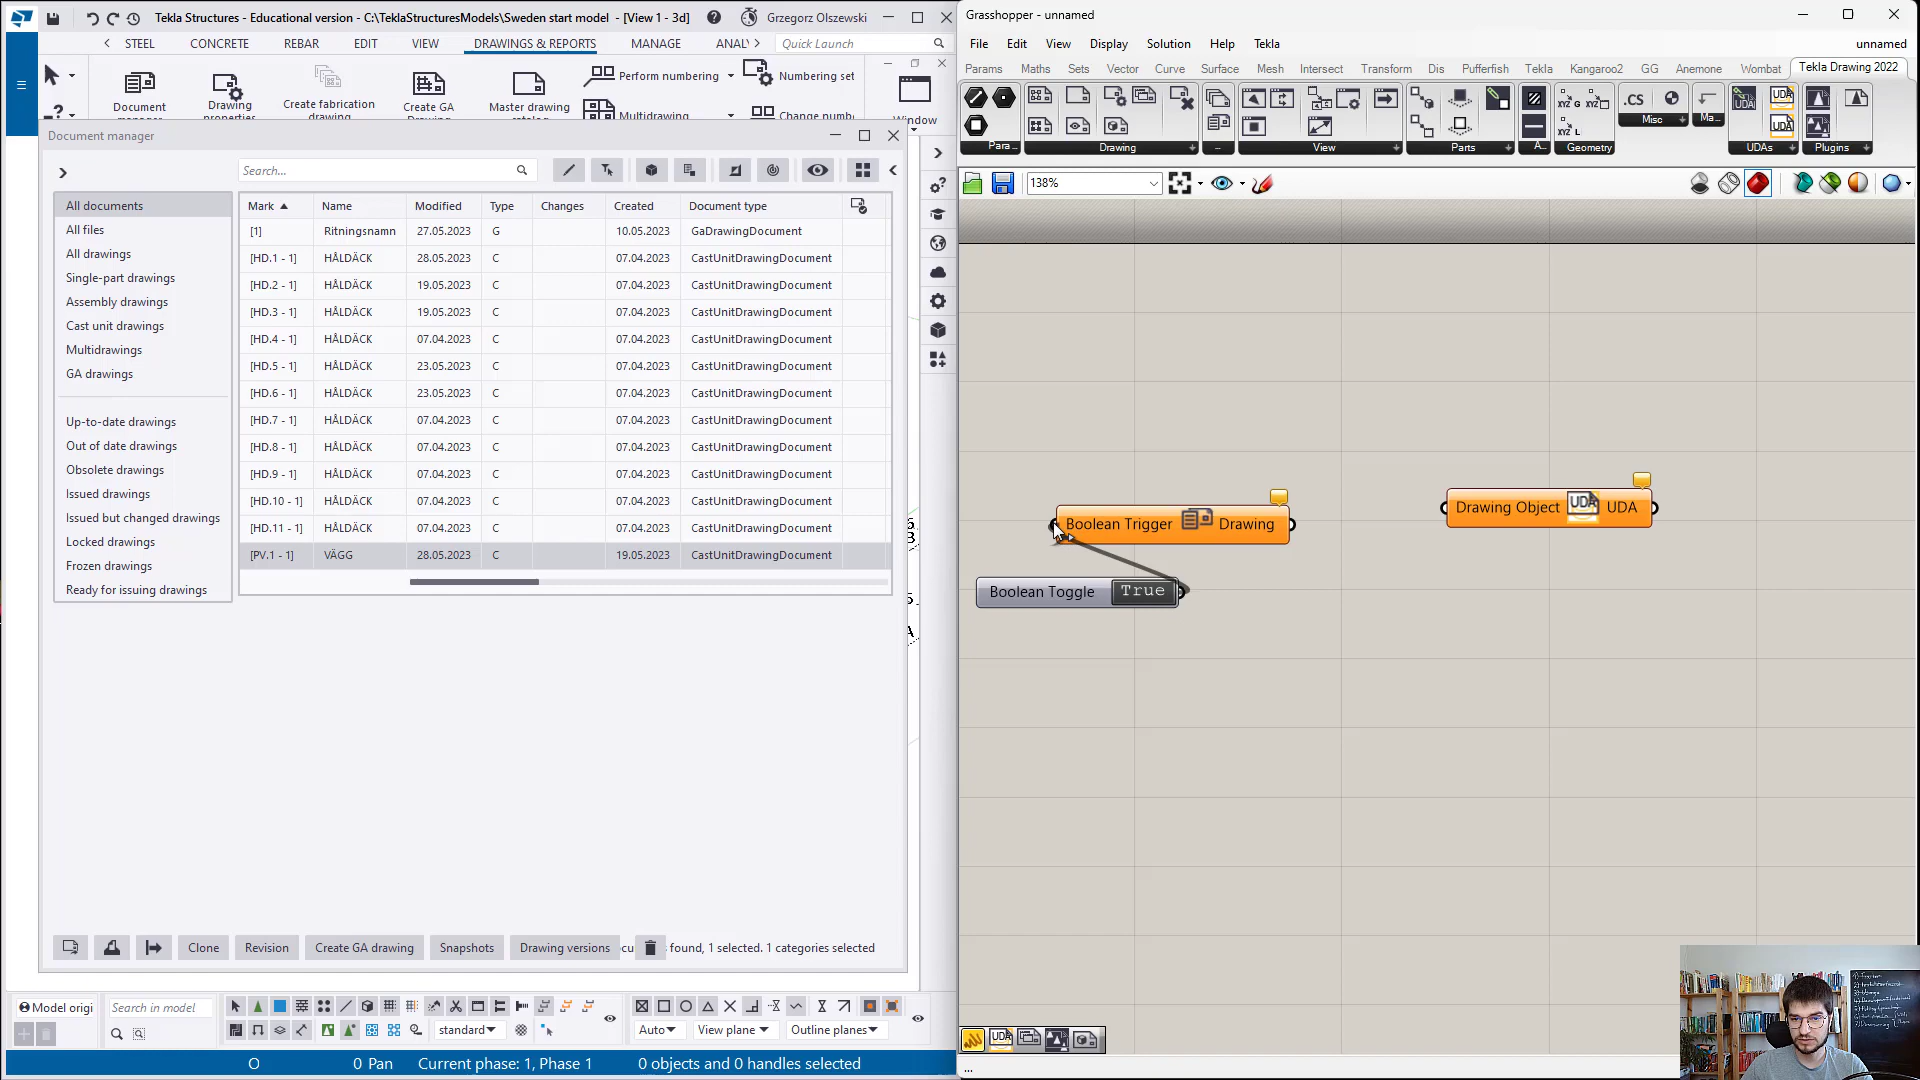 Tekla Structures - Educational version - C:\TeklaStructuresModels\Sweden start model - [View 1 - 3d]
Grzegorz Olszewski
STEEL CONCRETE REBAR EDIT VIEW DRAWINGS & REPORTS MANAGE ANALY
Quick Launch
Document
Drawing
properties
Create fabrication
drawing
Create GA
Master drawing
Perform numbering
Numbering set
Multidrawing
Change numb
Window
Document manager
Search...
All documents
All files
All drawings
Single-part drawings
Assembly drawings
Cast unit drawings
Multidrawings
GA drawings
Up-to-date drawings
Out of date drawings
Obsolete drawings
Issued drawings
Issued but changed drawings
Locked drawings
Frozen drawings
Ready for issuing drawings
Mark Name Modified Type Changes Created Document type
[1] Ritningsnamn 27.05.2023 G 10.05.2023 GaDrawingDocument
[HD.1 - 1] HÅLDÄCK 28.05.2023 C 07.04.2023 CastUnitDrawingDocument
[HD.2 - 1] HÅLDÄCK 19.05.2023 C 07.04.2023 CastUnitDrawingDocument
[HD.3 - 1] HÅLDÄCK 19.05.2023 C 07.04.2023 CastUnitDrawingDocument
[HD.4 - 1] HÅLDÄCK 07.04.2023 C 07.04.2023 CastUnitDrawingDocument
[HD.5 - 1] HÅLDÄCK 23.05.2023 C 07.04.2023 CastUnitDrawingDocument
[HD.6 - 1] HÅLDÄCK 23.05.2023 C 07.04.2023 CastUnitDrawingDocument
[HD.7 - 1] HÅLDÄCK 07.04.2023 C 07.04.2023 CastUnitDrawingDocument
[HD.8 - 1] HÅLDÄCK 07.04.2023 C 07.04.2023 CastUnitDrawingDocument
[HD.9 - 1] HÅLDÄCK 07.04.2023 C 07.04.2023 CastUnitDrawingDocument
[HD.10 - 1] HÅLDÄCK 07.04.2023 C 07.04.2023 CastUnitDrawingDocument
[HD.11 - 1] HÅLDÄCK 07.04.2023 C 07.04.2023 CastUnitDrawingDocument
[PV.1 - 1] VÄGG 28.05.2023 C 19.05.2023 CastUnitDrawingDocument
Clone Revision Create GA drawing Snapshots Drawing versions
found, 1 selected. 1 categories selected
Model origi
Search in model
standard
Auto View plane Outline planes
O 0 Pan Current phase: 1, Phase 1 0 objects and 0 handles selected
Grasshopper - unnamed
File Edit View Display Solution Help Tekla
unnamed
Params Maths Sets Vector Curve Surface Mesh Intersect Transform Dis Pufferfish Tekla Kangaroo2 GG Anemone Wombat Tekla Drawing 2022
.CS
XYZ G XYZ
XYZ L
UDA UDA UDA
Para ... Drawing ... View Parts A... Geometry Misc Ma... UDAs Plugins
138%
Boolean Trigger Drawing
Boolean Toggle True
Drawing Object UDA UDA
UDA
...